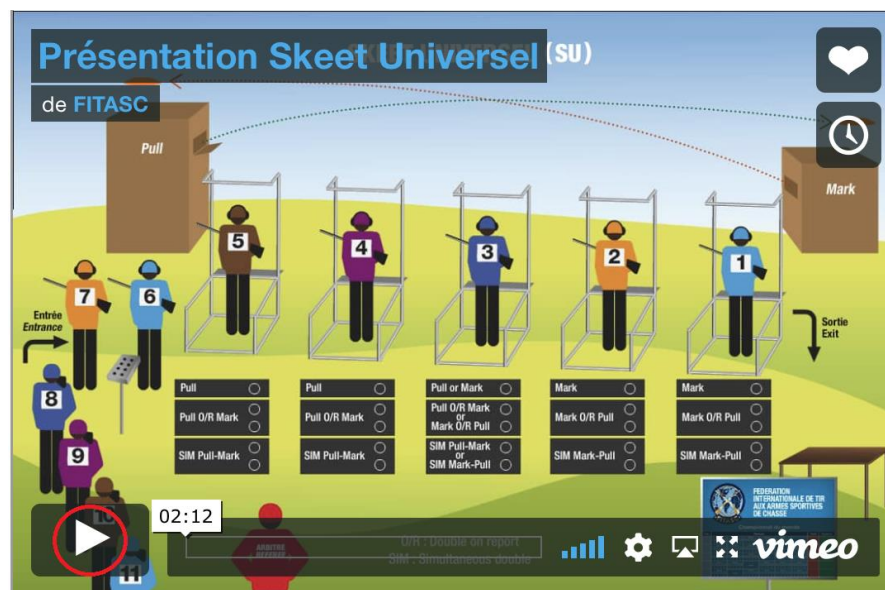 Présentation Skeet Universel
(SU)
de FITASC
Pull
Mark
5
4
3
2
1
7
6
Entrée
Entrance
Sortie
Exit
8
9
10
11
Pull
Pull O/R Mark
SIM Pull-Mark
Pull
Pull O/R Mark
SIM Pull-Mark
Pull or Mark
Pull O/R Mark
or
Mark O/R Pull
SIM Pull-Mark
or
SIM Mark-Pull
Mark
Mark O/R Pull
SIM Mark-Pull
Mark
Mark O/R Pull
SIM Mark-Pull
FEDERATION
INTERNATIONALE DE TIR
AUX ARMES SPORTIVES
DE CHASSE
02:12
ARBITRE
REFEREE
O/R : Double on report
SIM : Simultaneous double
vimeo